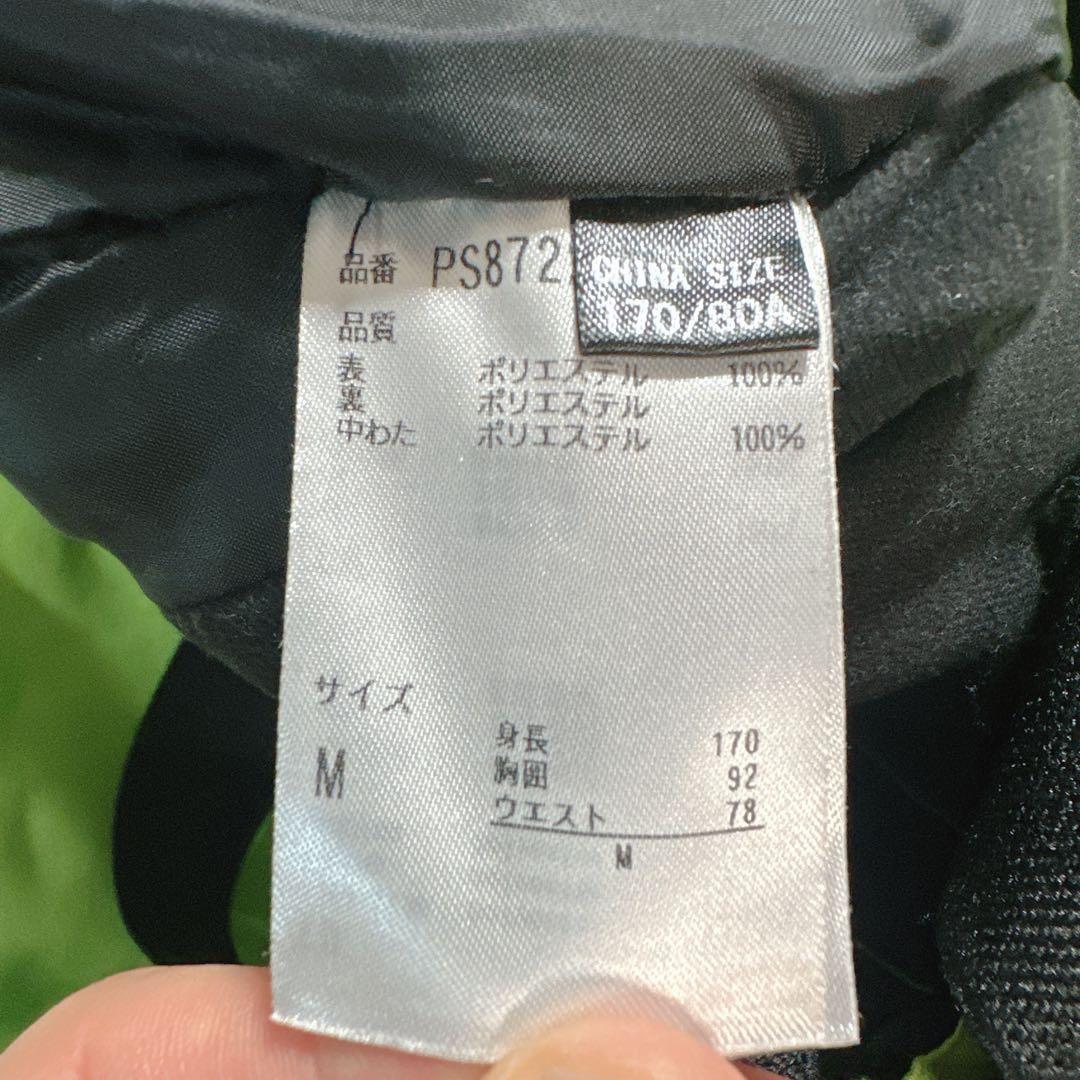 CHINA SIZE
170/80A
品番 PS872
品質
表 ポリエステル 100%
裏 ポリエステル
中わた ポリエステル 100%
サイズ
M
身長 170
胸囲 92
ウエスト 78
M